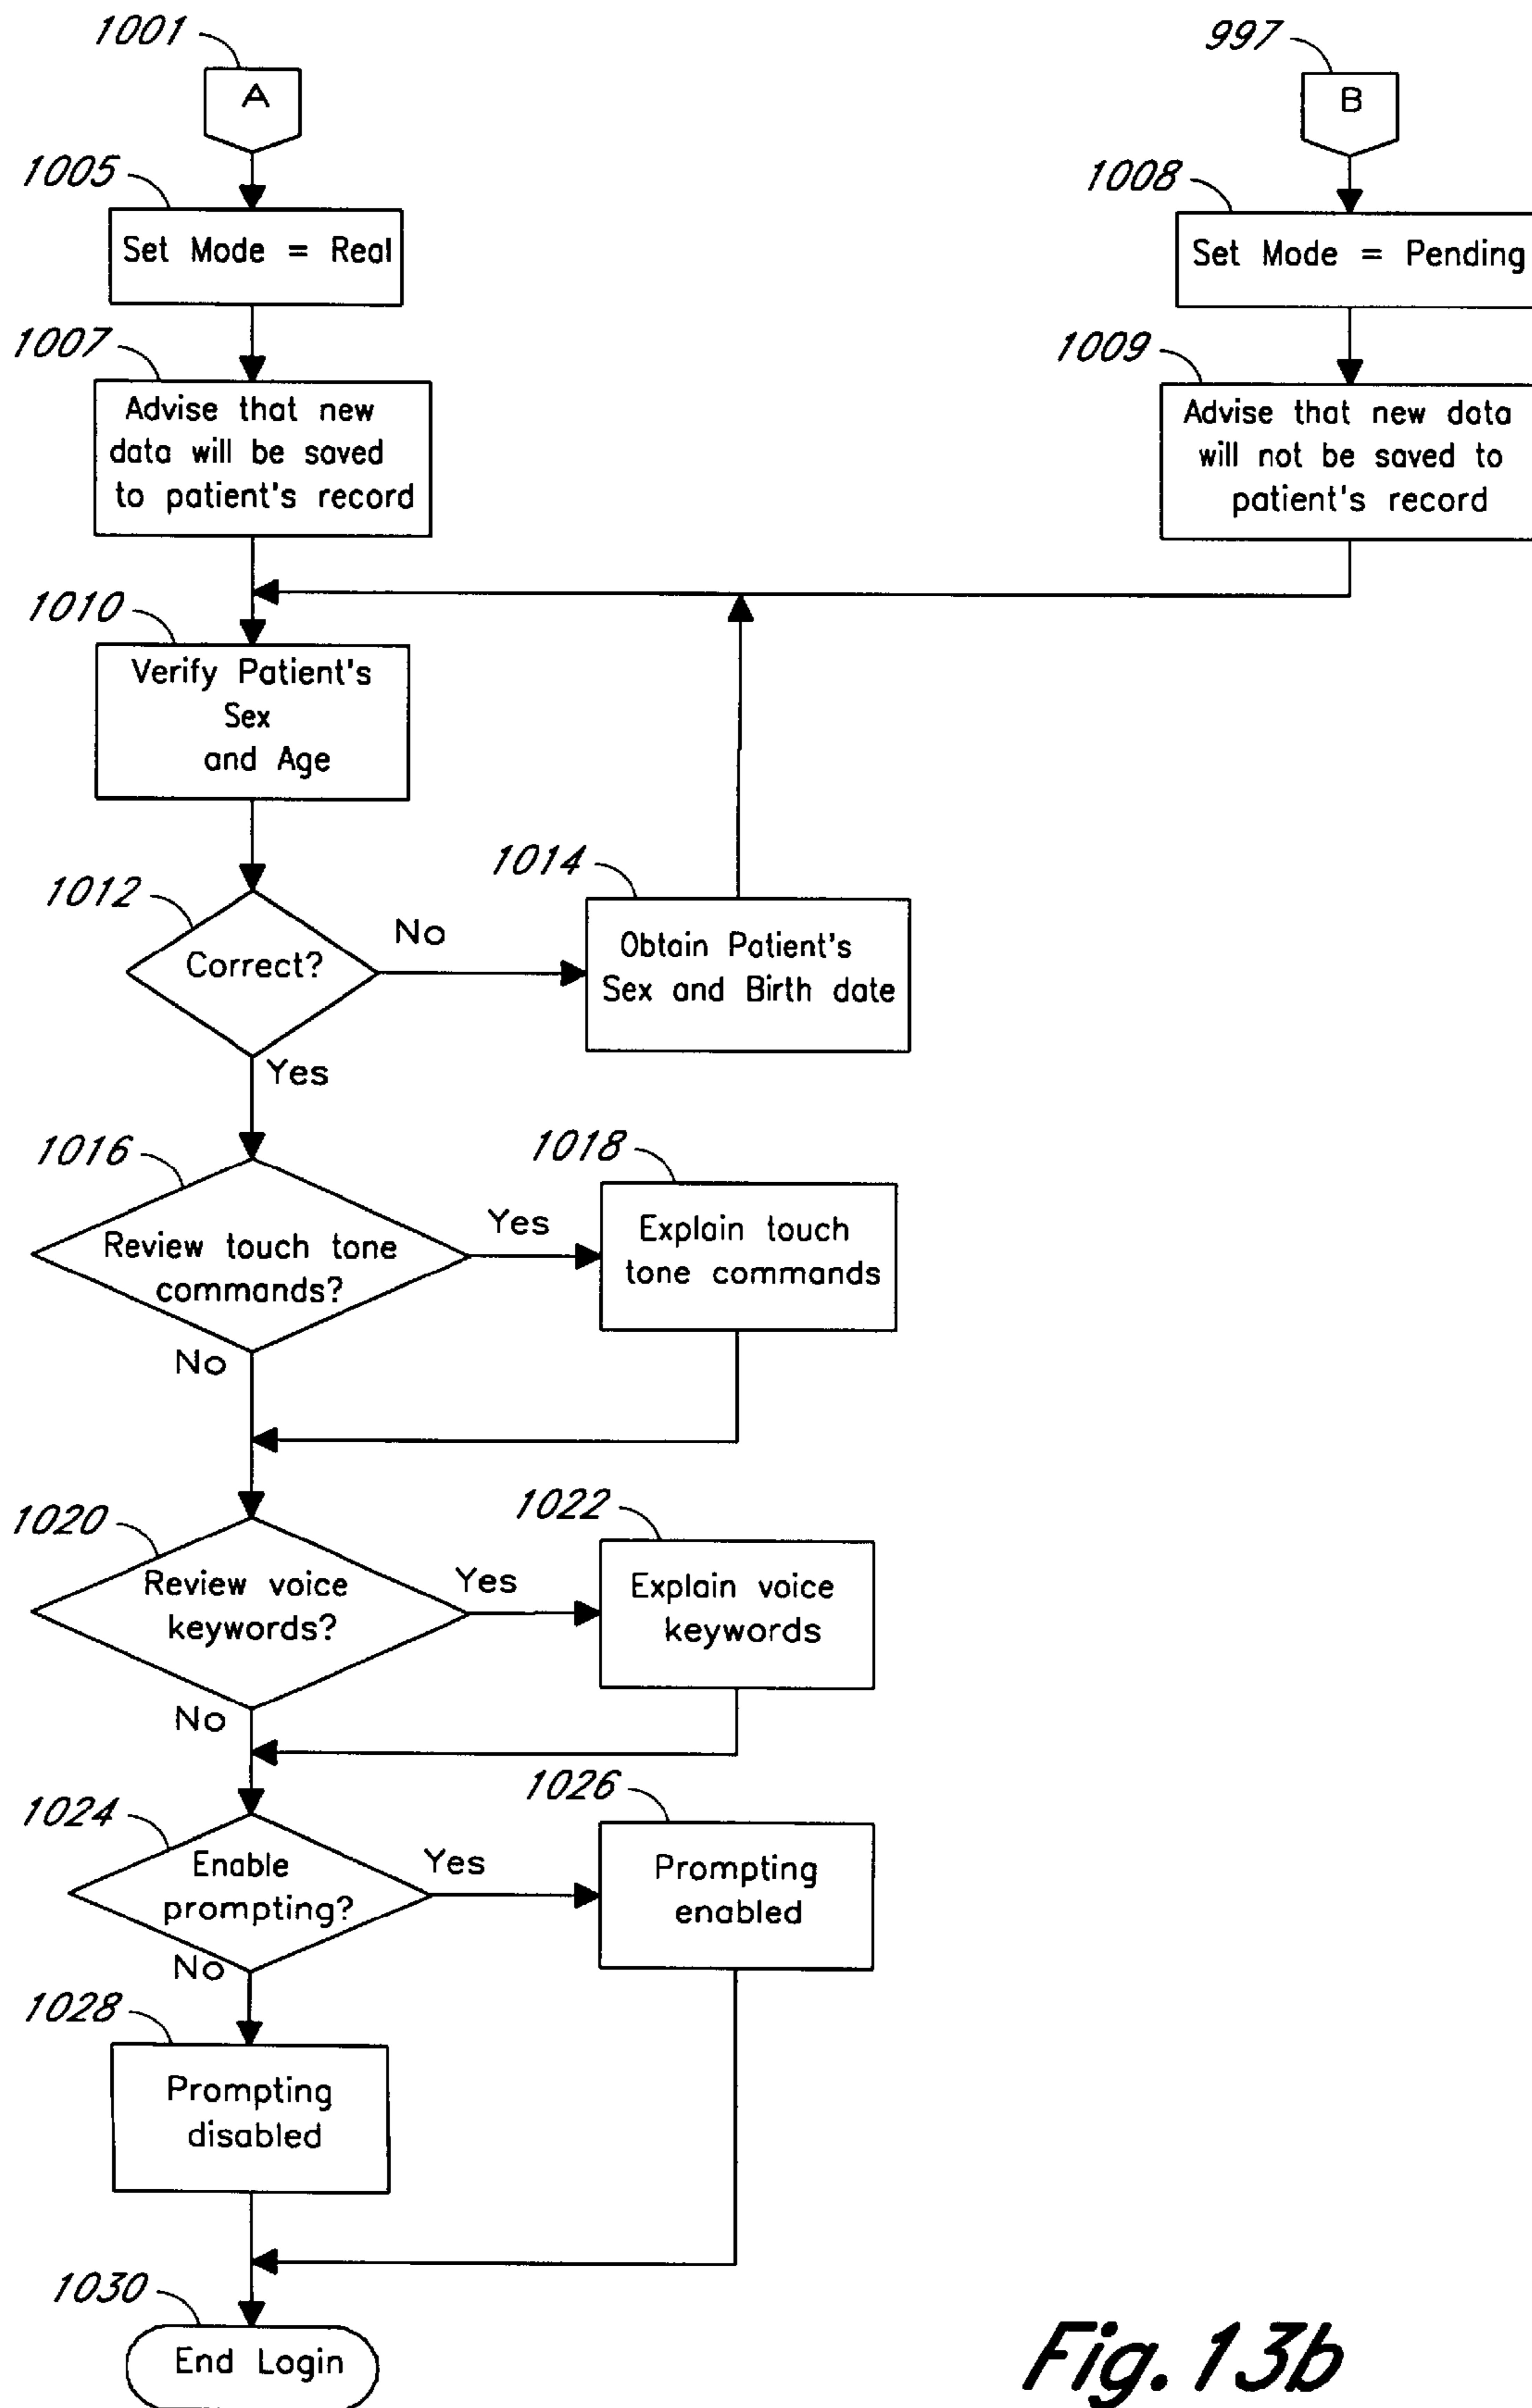 1001
997
A
B
1005
1008
Set Mode = Real
Set Mode = Pending
1007
1009
Advise that new
data will be saved
to patient's record
Advise that new data
will not be saved to
patient's record
1010
Verify Patient's
Sex
and Age
1012
1014
Correct?
No
Obtain Patient's
Sex and Birth date
Yes
1016
1018
Review touch tone
commands?
Yes
Explain touch
tone commands
No
1020
1022
Review voice
keywords?
Yes
Explain voice
keywords
No
1024
1026
Enable
prompting?
Yes
Prompting
enabled
No
1028
Prompting
disabled
1030
End Login
Fig. 13b